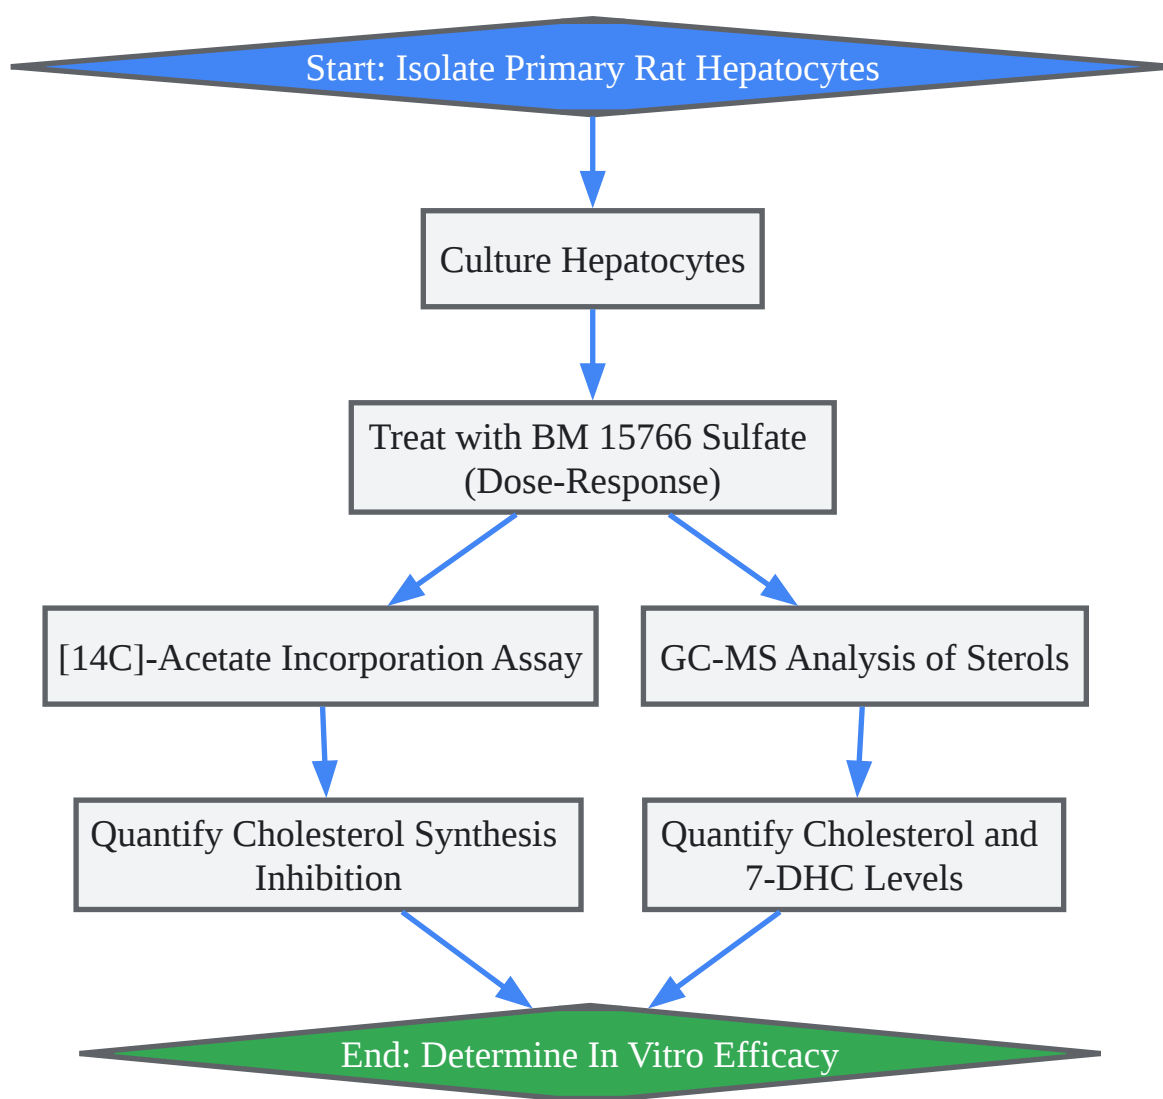 Start: Isolate Primary Rat Hepatocytes
Culture Hepatocytes
Treat with BM 15766 Sulfate
(Dose-Response)
[14C]-Acetate Incorporation Assay
GC-MS Analysis of Sterols
Quantify Cholesterol Synthesis
Inhibition
Quantify Cholesterol and
7-DHC Levels
End: Determine In Vitro Efficacy